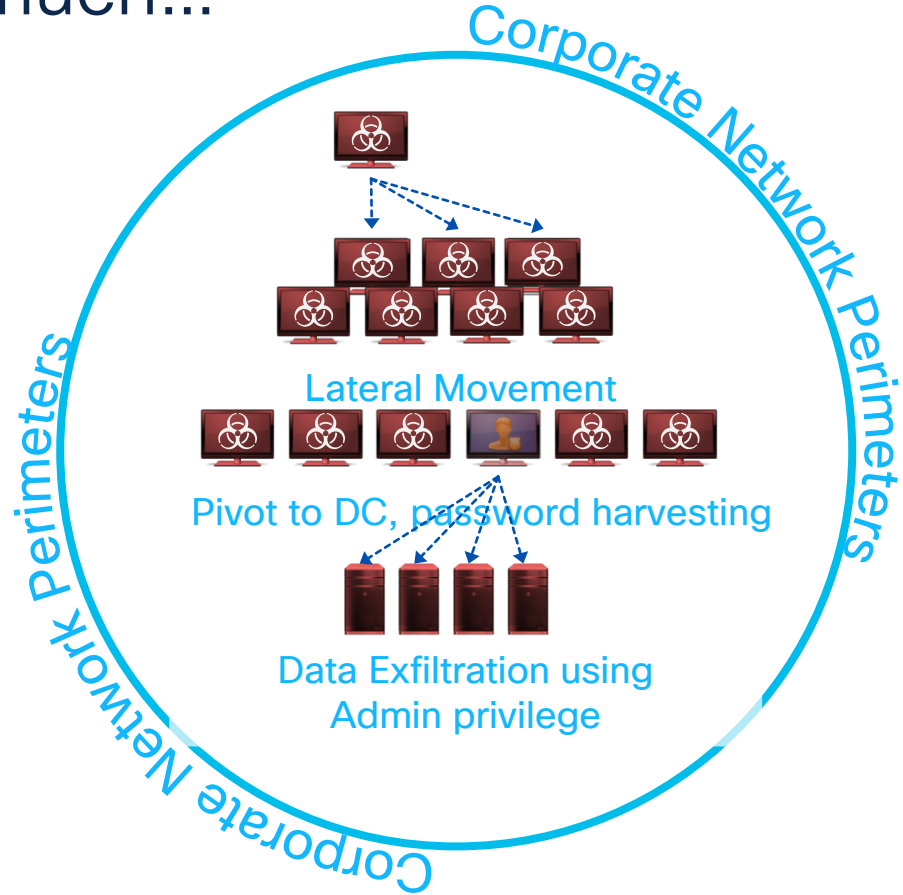 Corporate Network Perimeters
Lateral Movement
Pivot to DC, password harvesting
Data Exfiltration using
Admin privilege
Corporate Network Perimeters